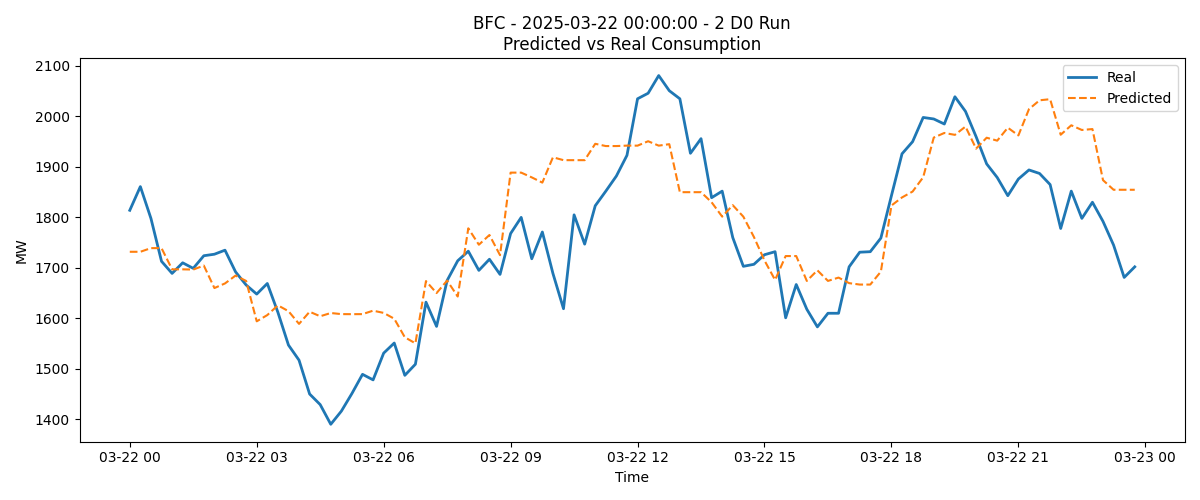 BFC - 2025-03-22 00:00:00 - 2 D0 Run
Predicted vs Real Consumption
Real
Predicted
MW
2100
2000
1900
1800
1700
1600
1500
1400
03-22 00
03-22 03
03-22 06
03-22 09
03-22 12
03-22 15
03-22 18
03-22 21
03-23 00
Time